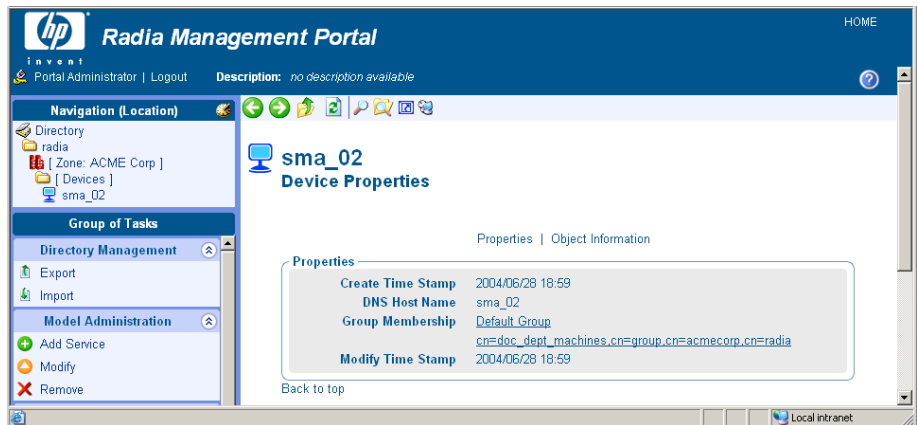 HOME
hp
Radia Management Portal
invent
Portal Administrator | Logout
Description: no description available
?
Navigation (Location)
Directory
radia
[ Zone: ACME Corp ]
[ Devices ]
sma_02
Group of Tasks
Directory Management
Export
Import
Model Administration
Add Service
Modify
Remove
sma_02
Device Properties
Properties | Object Information
Properties
Create Time Stamp 2004/06/28 18:59
DNS Host Name sma_02
Group Membership Default Group
cn=doc_dept_machines,cn=group,cn=acmecorp,cn=radia
Modify Time Stamp 2004/06/28 18:59
Back to top
Local intranet